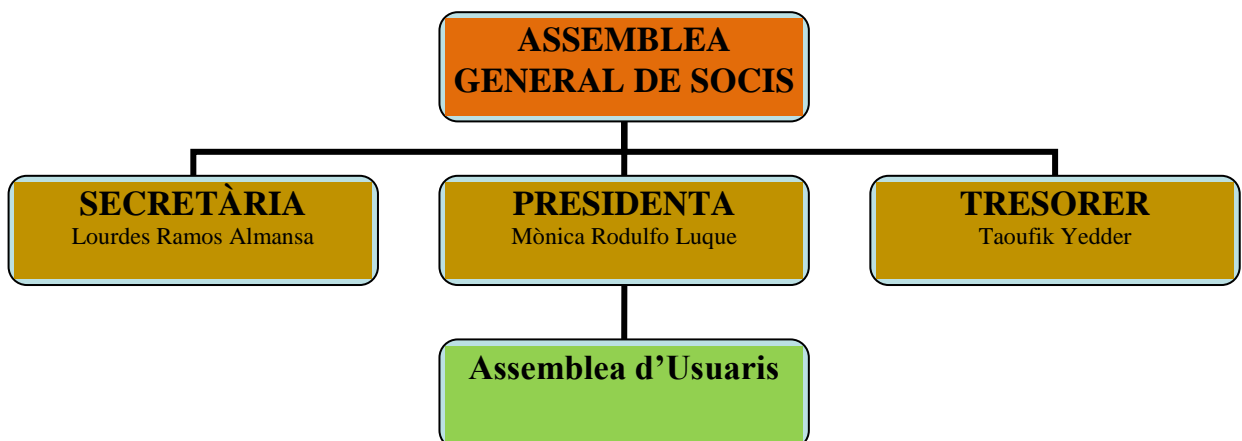 ASSEMBLEA
GENERAL DE SOCIS
SECRETÀRIA
Lourdes Ramos Almansa
PRESIDENTA
Mònica Rodulfo Luque
TRESORER
Taoufik Yedder
Assemblea d’Usuaris